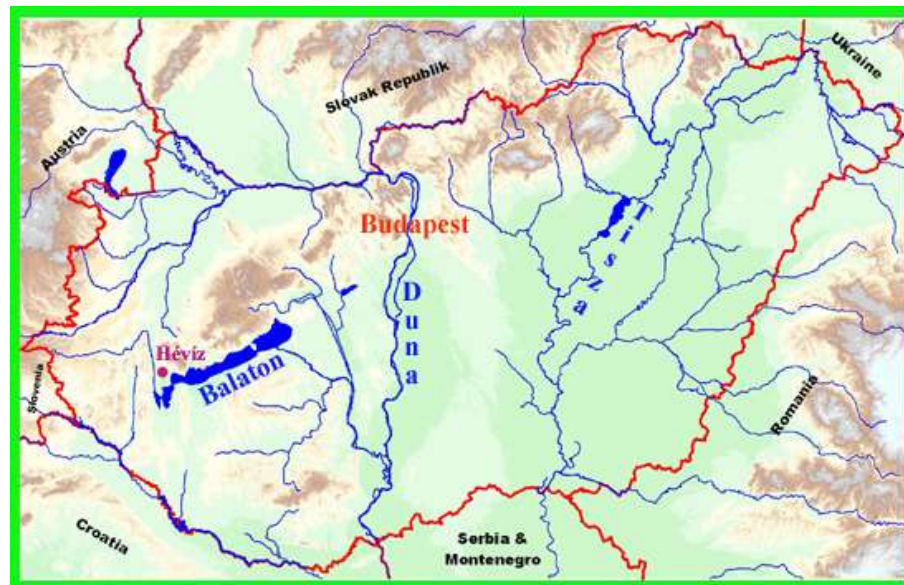 Ukraine
Slovak Republik
Austria
Budapest
Tisza
Duna
Hévíz
Balaton
Slovenia
Romania
Croatia
Serbia &
Montenegro